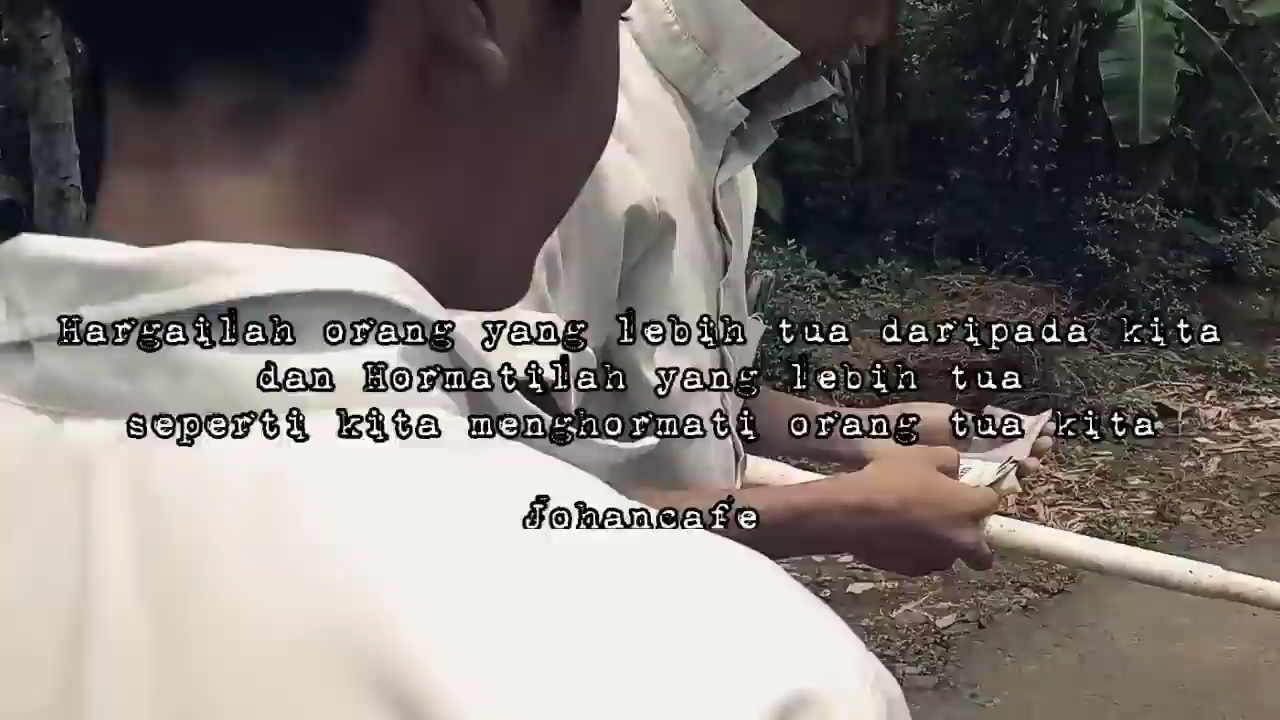 Hargailah orang yang lebih tua daripada kita
dan Hormatilah yang lebih tua
seperti kita menghormati orang tua kita
Johancafe